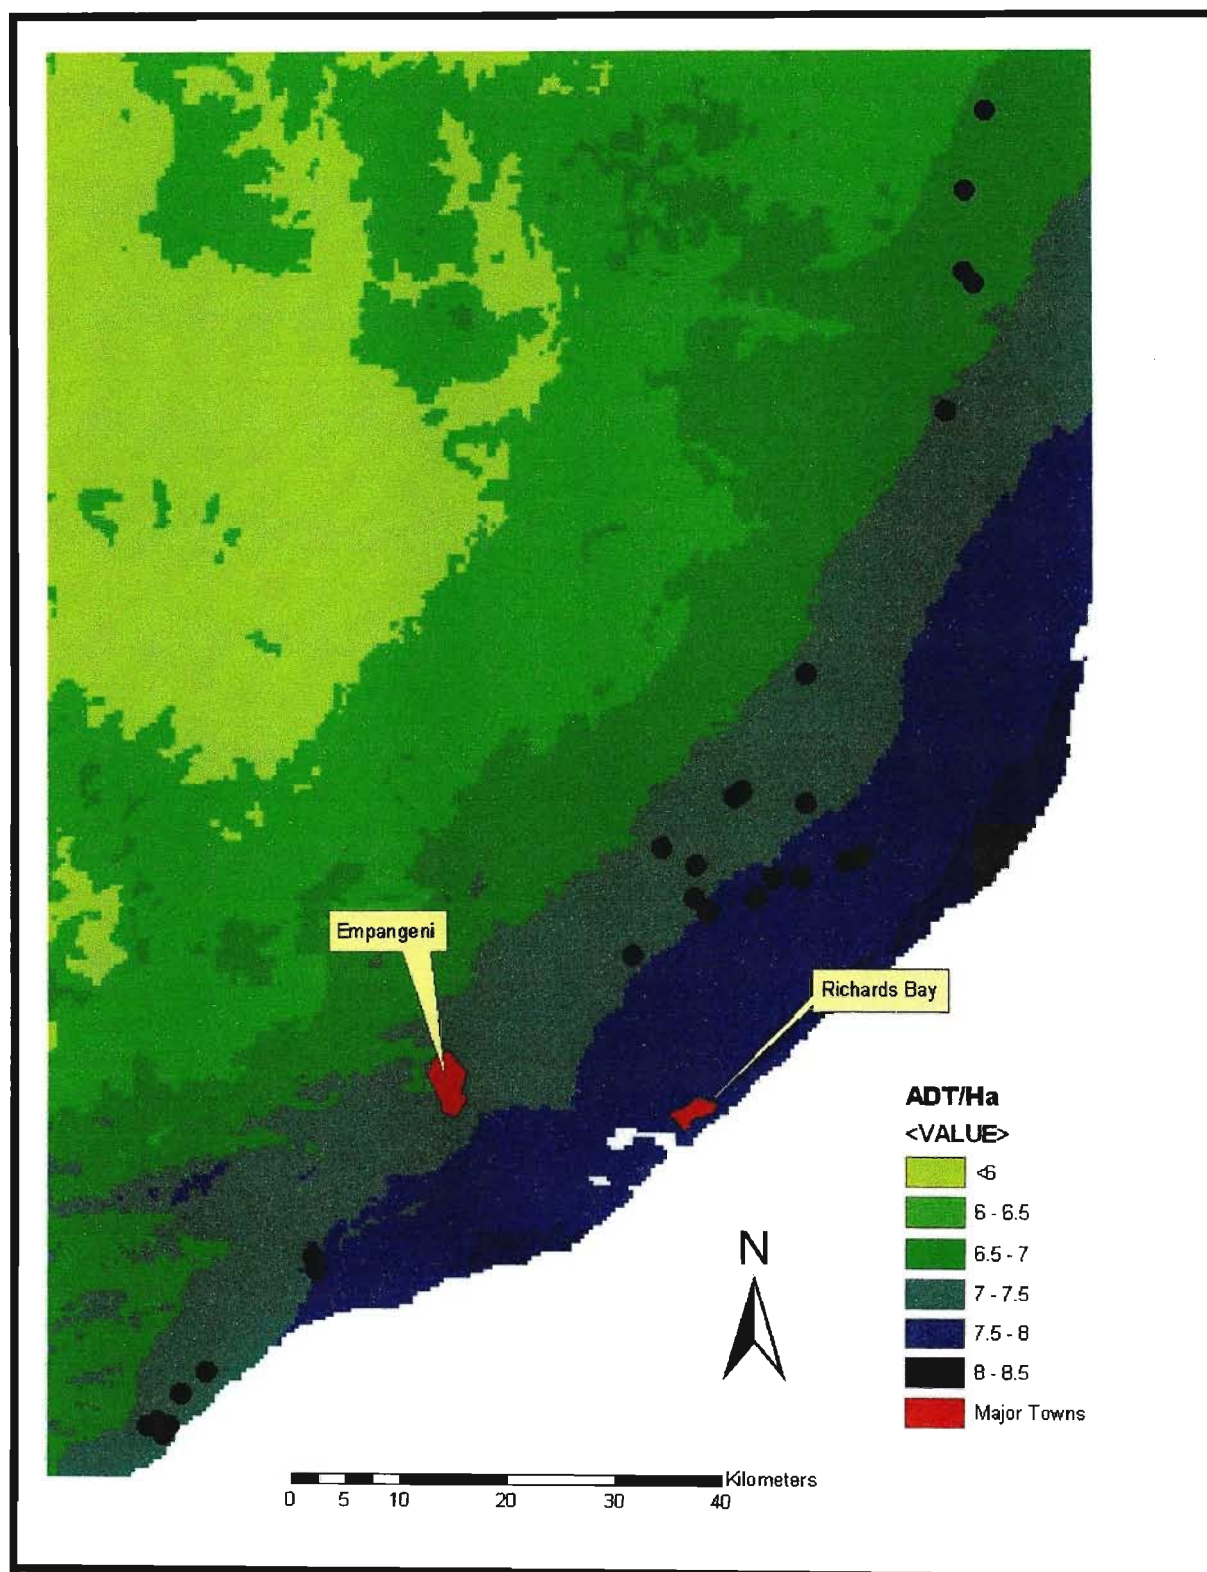 Empangeni
Richards Bay
ADT/Ha
<VALUE>
<6
6 - 6.5
6.5 - 7
7 - 7.5
7.5 - 8
8 - 8.5
Major Towns
N
Kilometers
0 5 10 20 30 40